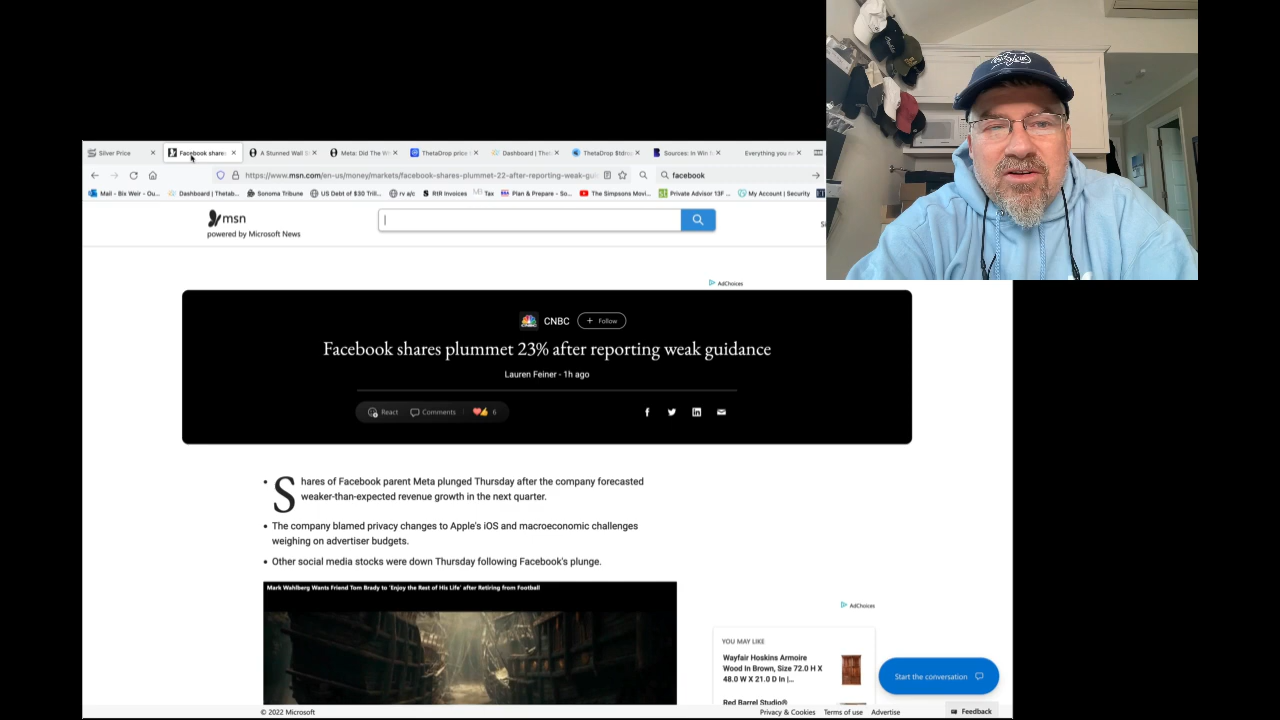 Silver Price
Facebook share:
A Stunned Wall S
Meta: Did The Wh
ThetaDrop price
Dashboard | Thet
ThetaDrop $tdrop
Sources: In Win f
Everything you n
https://www.msn.com/en-us/money/markets/facebook-shares-plummet-22-after-reporting-weak-gui
facebook
Mail - Bix Weir - Ou...
Dashboard | Thetab...
Sonoma Tribune
US Debt of $30 Trill...
rv a/c
RtR Invoices
Tax
Plan & Prepare - So...
The Simpsons Movi...
Private Advisor 13F ...
My Account | Security
msn
powered by Microsoft News
AdChoices
CNBC
+ Follow
Facebook shares plummet 23% after reporting weak guidance
Lauren Feiner - 1h ago
React
Comments
6
Shares of Facebook parent Meta plunged Thursday after the company forecasted
weaker-than-expected revenue growth in the next quarter.
The company blamed privacy changes to Apple's iOS and macroeconomic challenges
weighing on advertiser budgets.
Other social media stocks were down Thursday following Facebook's plunge.
Mark Wahlberg Wants Friend Tom Brady to 'Enjoy the Rest of His Life' after Retiring from Football
AdChoices
YOU MAY LIKE
Wayfair Hoskins Armoire
Wood In Brown, Size 72.0 H X
48.0 W X 21.0 D In |...
Red Barrel Studio®
Start the conversation
© 2022 Microsoft
Privacy & Cookies
Terms of use
Advertise
Feedback